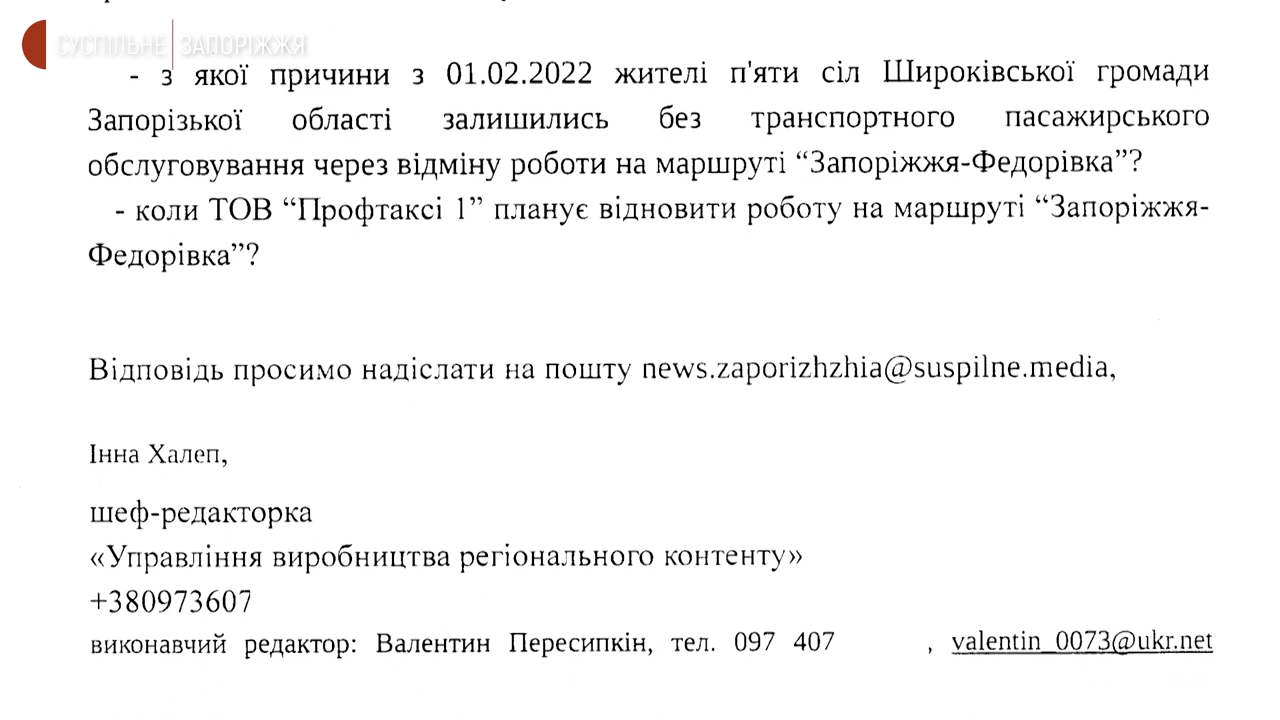 СУСПІЛЬНЕ ЗАПОРІЖЖЯ
- з якої причини з 01.02.2022 жителі п'яти сіл Широківської громади
Запорізької області залишились без транспортного пасажирського
обслуговування через відміну роботи на маршруті “Запоріжжя-Федорівка”?
- коли ТОВ “Профтаксі 1” планує відновити роботу на маршруті “Запоріжжя-
Федорівка”?
Відповідь просимо надіслати на пошту news.zaporizhzhia@suspilne.media,
Інна Халеп,
шеф-редакторка
«Управління виробництва регіонального контенту»
+380973607
виконавчий редактор: Валентин Пересипкін, тел. 097 407 , valentin_0073@ukr.net